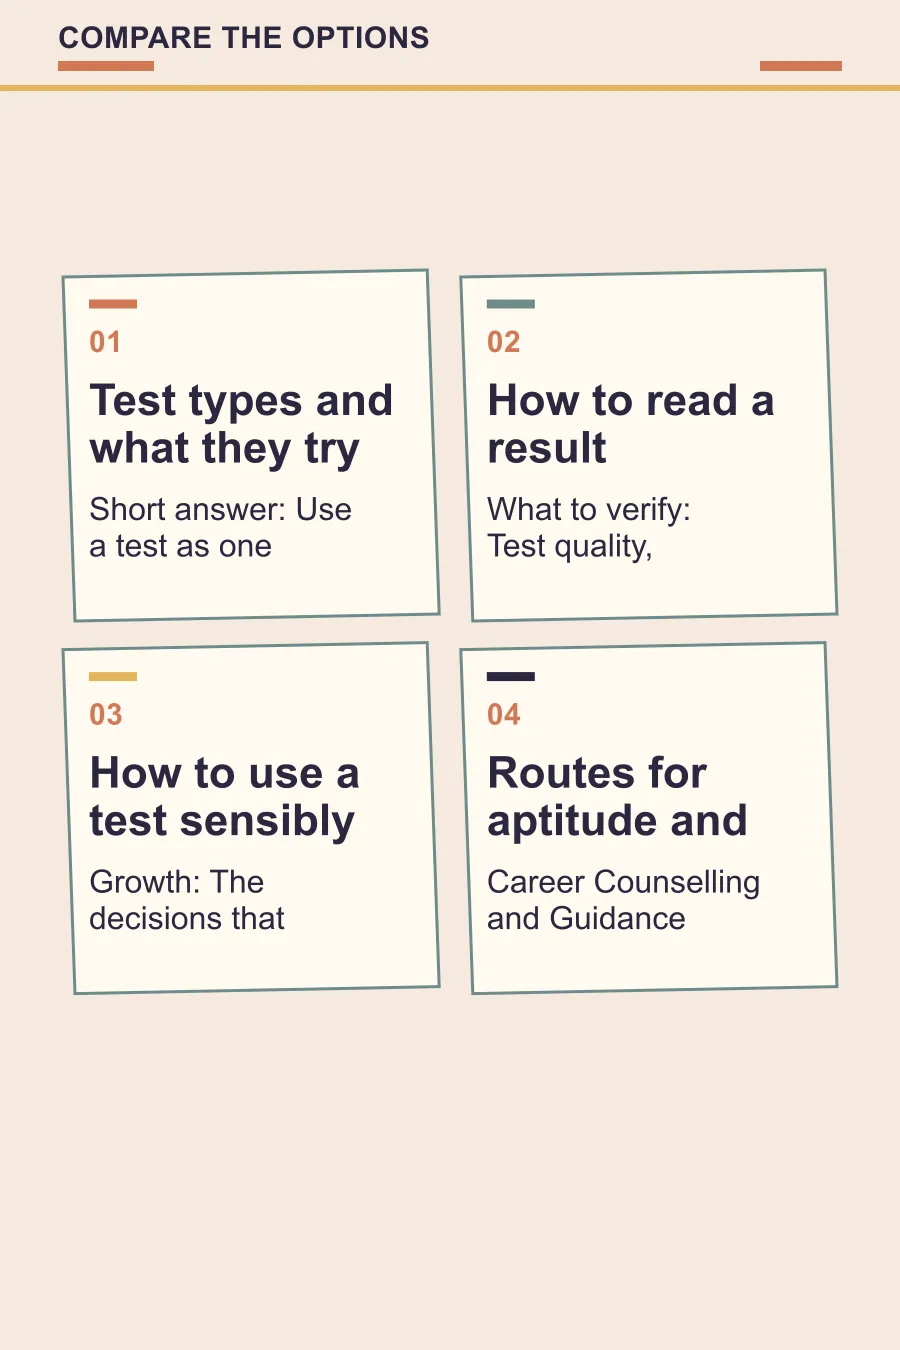 COMPARE THE OPTIONS
01
Test types and
what they try
Short answer: Use
a test as one
02
How to read a
result
What to verify:
Test quality,
03
How to use a
test sensibly
Growth: The
decisions that
04
Routes for
aptitude and
Career Counselling
and Guidance